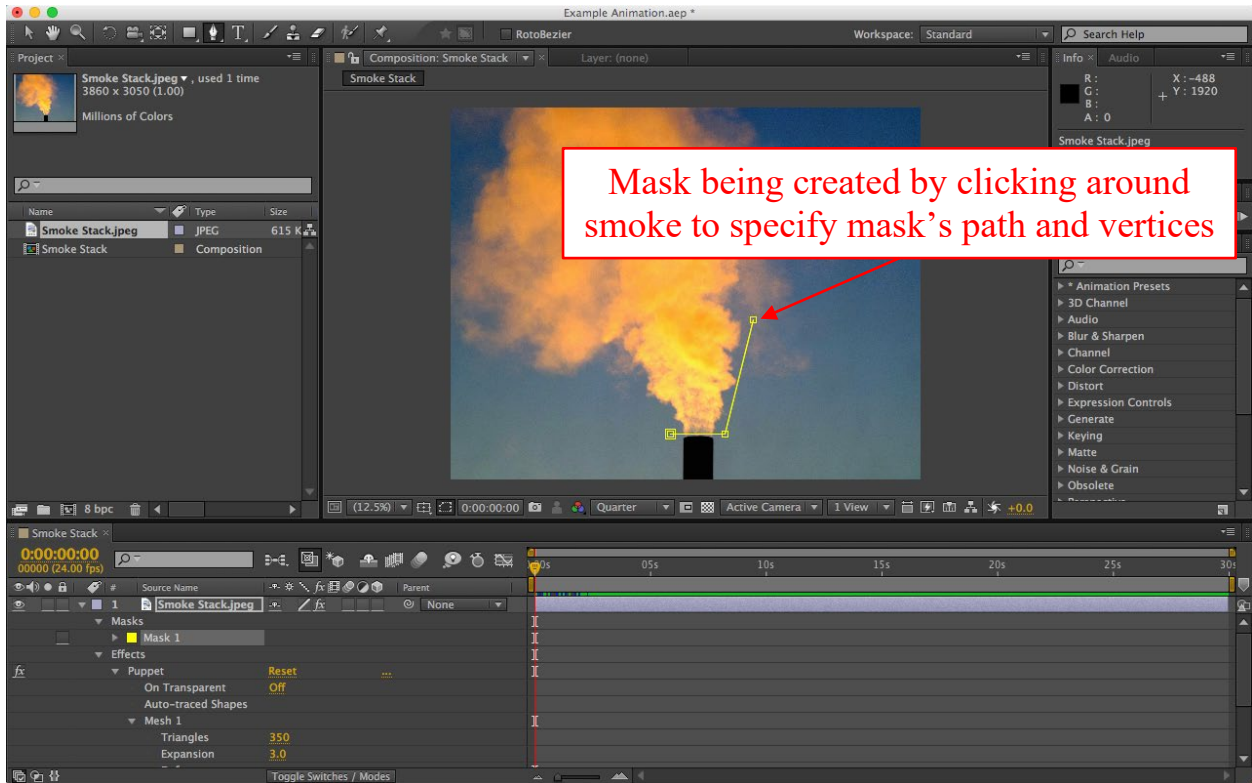 Example Animation.aep *
RotoBezier
Workspace: Standard
Search Help
Project
Composition: Smoke Stack
Layer: (none)
Info
Audio
Smoke Stack.jpeg , used 1 time
3860 x 3050 (1.00)
Millions of Colors
Smoke Stack
R :
G :
B :
A : 0
X : -488
Y : 1920
Smoke Stack.jpeg
Mask being created by clicking around
smoke to specify mask’s path and vertices
Name Type Size
Smoke Stack.jpeg JPEG 615 K
Smoke Stack Composition
* Animation Presets
3D Channel
Audio
Blur & Sharpen
Channel
Color Correction
Distort
Expression Controls
Generate
Keying
Matte
Noise & Grain
Obsolete
8 bpc
(12.5%) 0:00:00:00 Quarter Active Camera 1 View +0.0
Smoke Stack
0:00:00:00
00000 (24.00 fps)
05s 10s 15s 20s 25s
# Source Name fx Parent
1 Smoke Stack.jpeg fx None
Masks
Mask 1
Effects
fx Puppet Reset ...
On Transparent Off
Auto-traced Shapes
Mesh 1
Triangles 350
Expansion 3.0
Toggle Switches / Modes